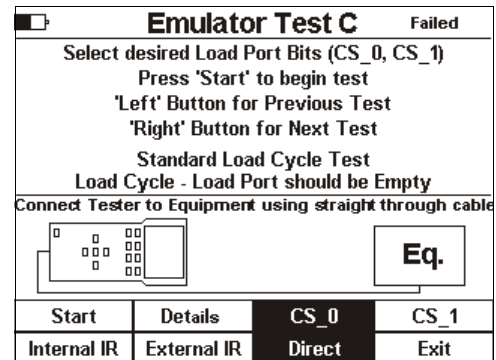 Emulator Test C Failed
Select desired Load Port Bits (CS_0, CS_1)
Press 'Start' to begin test
'Left' Button for Previous Test
'Right' Button for Next Test
Standard Load Cycle Test
Load Cycle - Load Port should be Empty
Connect Tester to Equipment using straight through cable
Eq.
Start Details CS_0 CS_1
Internal IR External IR Direct Exit